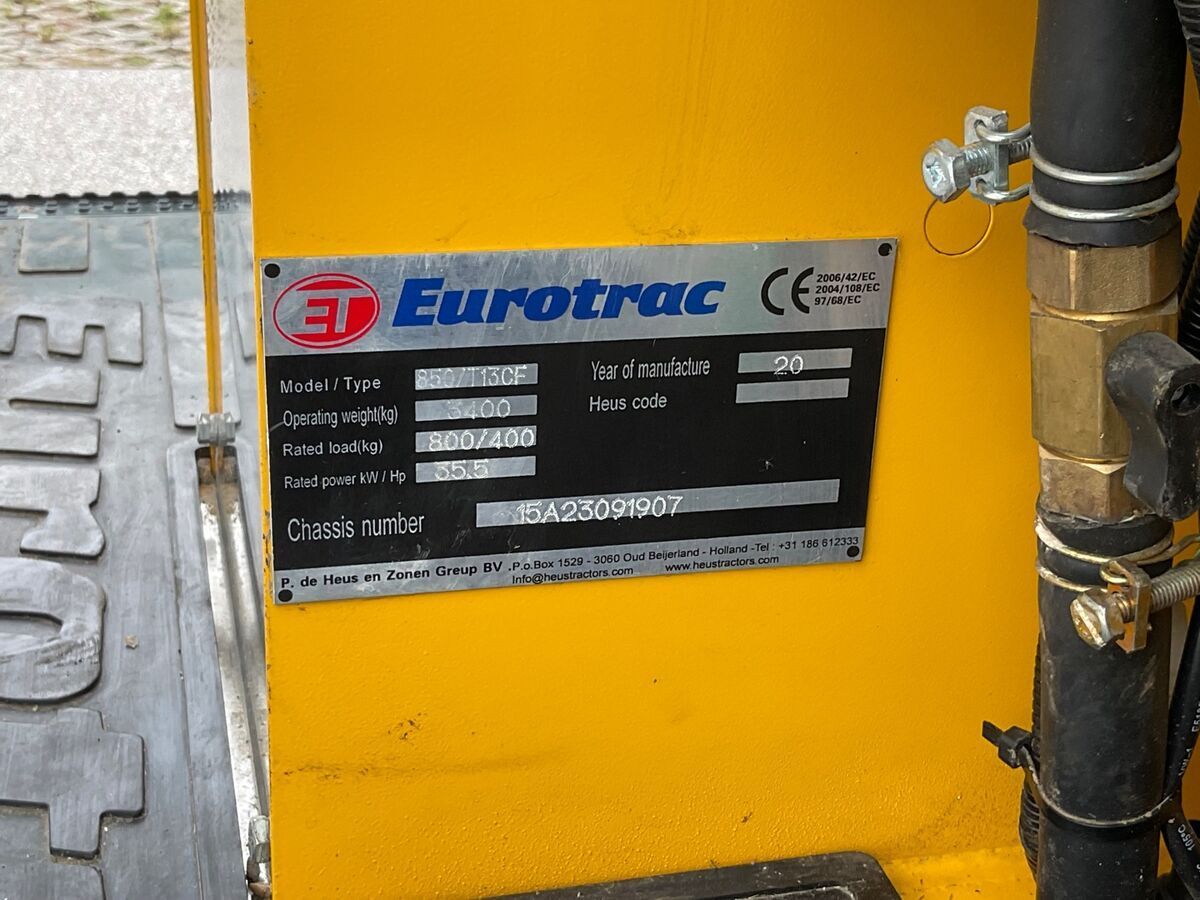 ET Eurotrac CE 2006/42/EC
2004/108/EC
97/68/EC
Model / Type 850/T13CF Year of manufacture 20
Operating weight(kg) 3400 Heus code
Rated load(kg) 800/400
Rated power kW / Hp 35.5
Chassis number 15A23091907
P. de Heus en Zonen Greup BV .P.o.Box 1529 - 3060 Oud Beijerland - Holland -Tel : +31 186 612333
Info@heustractors.com www.heustractors.com
105°C